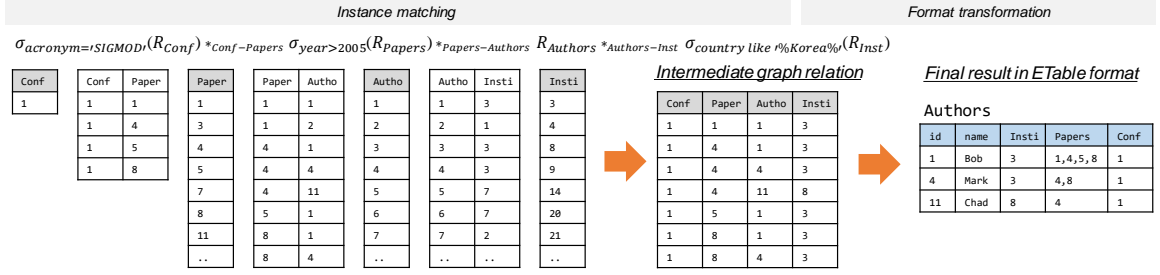 Instance matching
Format transformation
σacronym=′SIGMOD′(RConf) *Conf−Papers σyear>2005(RPapers) *Papers−Authors RAuthors *Authors−Inst σcountry like ′%Korea%′(RInst)
Intermediate graph relation
Final result in ETable format
Conf
1
Conf Paper
1 1
1 4
1 5
1 8
Paper
1
3
4
5
7
8
11
..
Paper Autho
1 1
1 2
4 1
4 4
4 11
5 1
8 1
8 4
Autho
1
2
3
4
5
6
7
..
Autho Insti
1 3
2 1
3 3
4 3
5 7
6 7
7 2
.. ..
Insti
3
4
8
9
14
20
21
..
Conf Paper Autho Insti
1 1 1 3
1 4 1 3
1 4 4 3
1 4 11 8
1 5 1 3
1 8 1 3
1 8 4 3
Authors
id name Insti Papers Conf
1 Bob 3 1,4,5,8 1
4 Mark 3 4,8 1
11 Chad 8 4 1